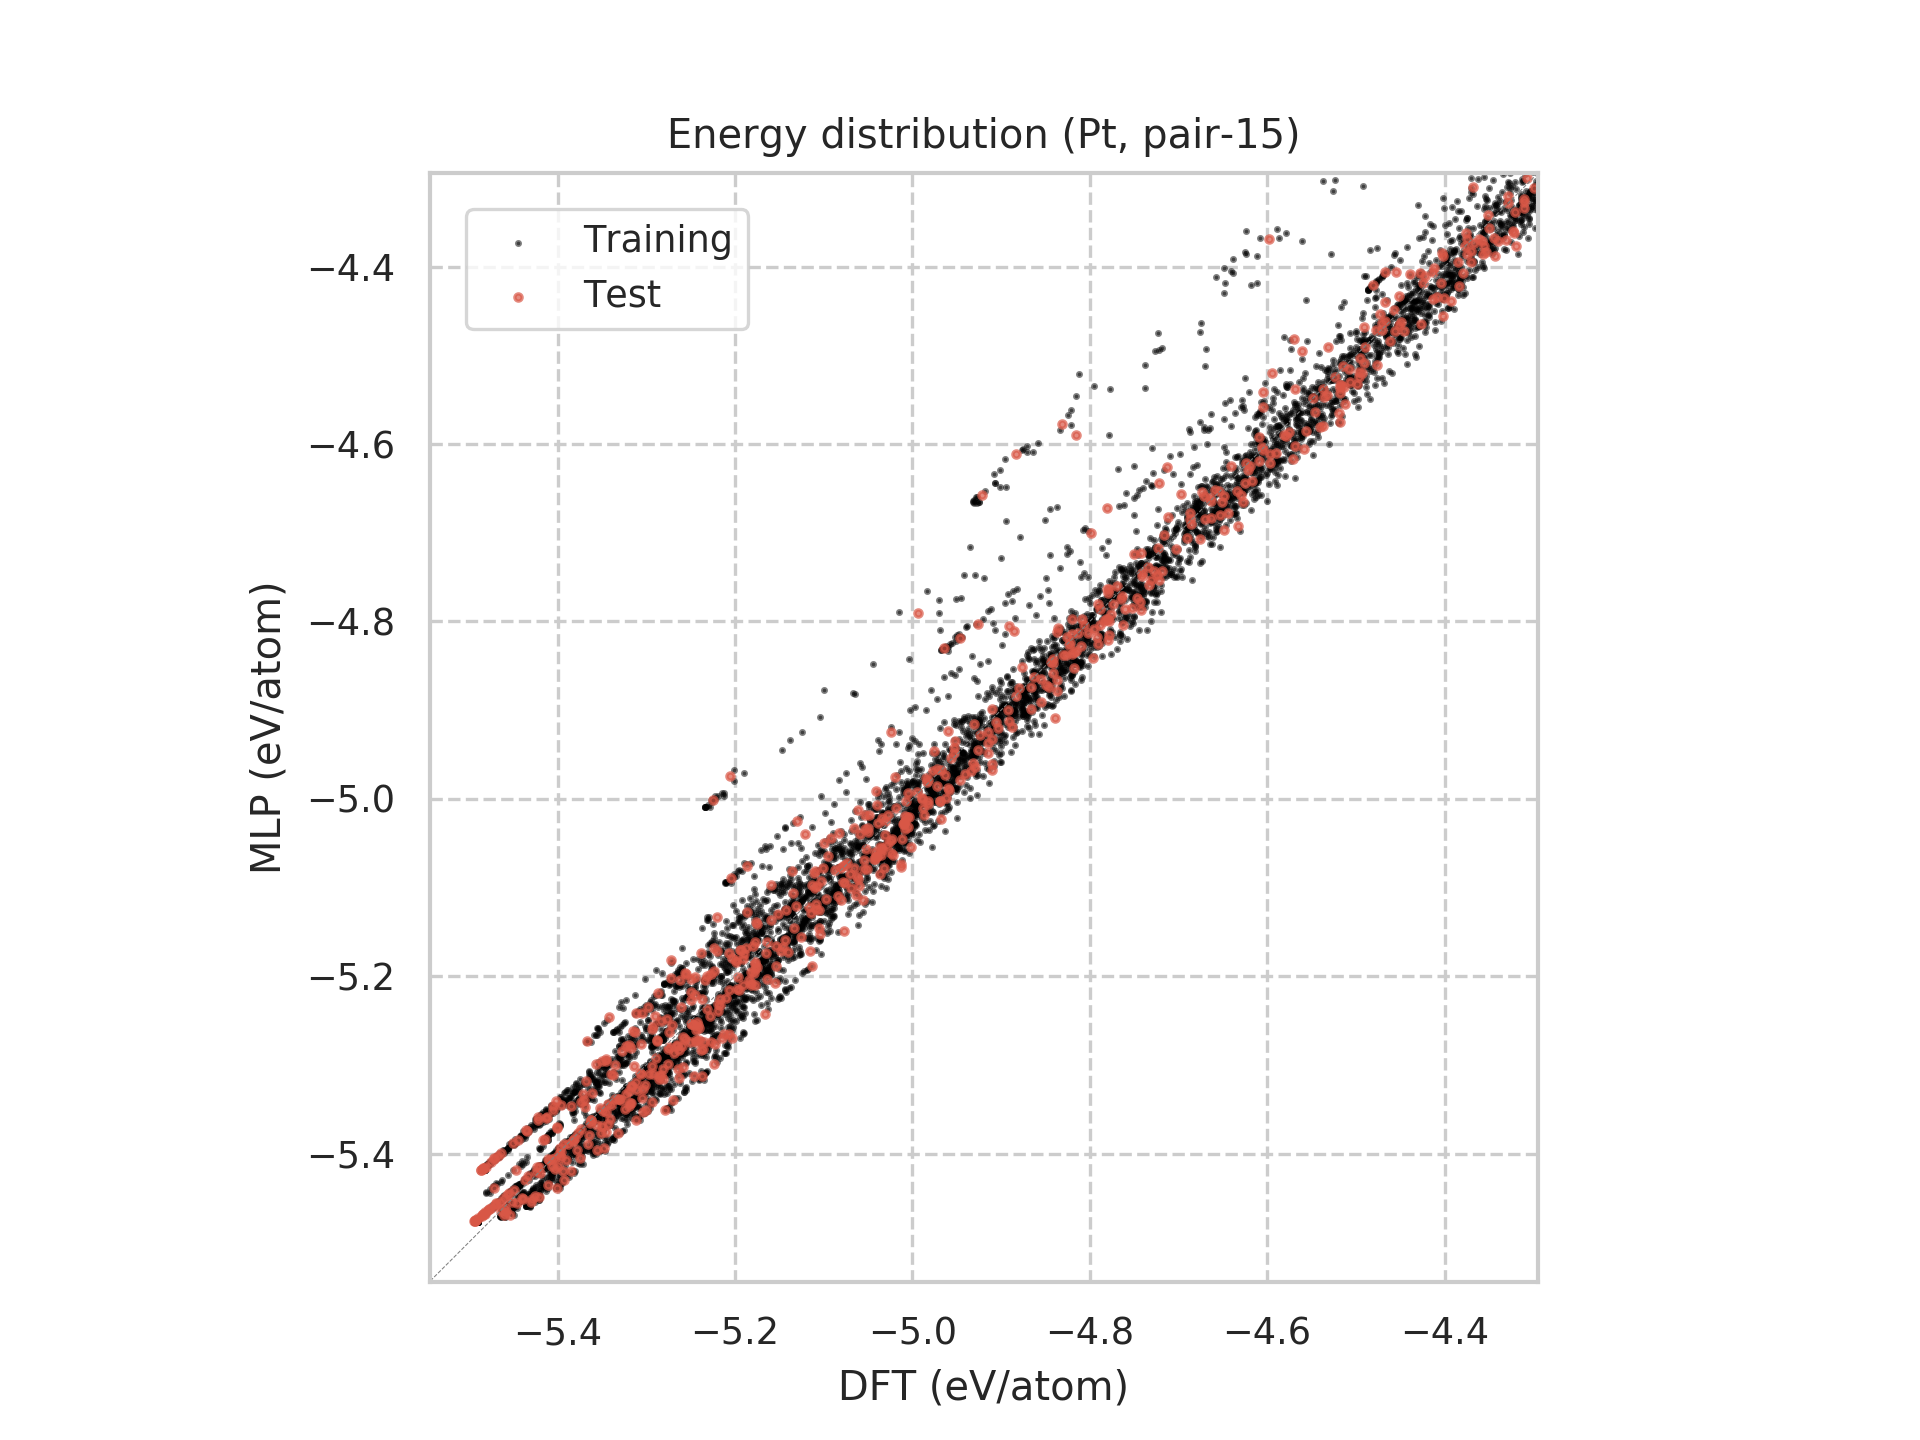 Energy distribution (Pt, pair-15)
Training
Test
−4.4
−4.6
−4.8
−5.0
−5.2
−5.4
MLP (eV/atom)
−5.4 −5.2 −5.0 −4.8 −4.6 −4.4
DFT (eV/atom)